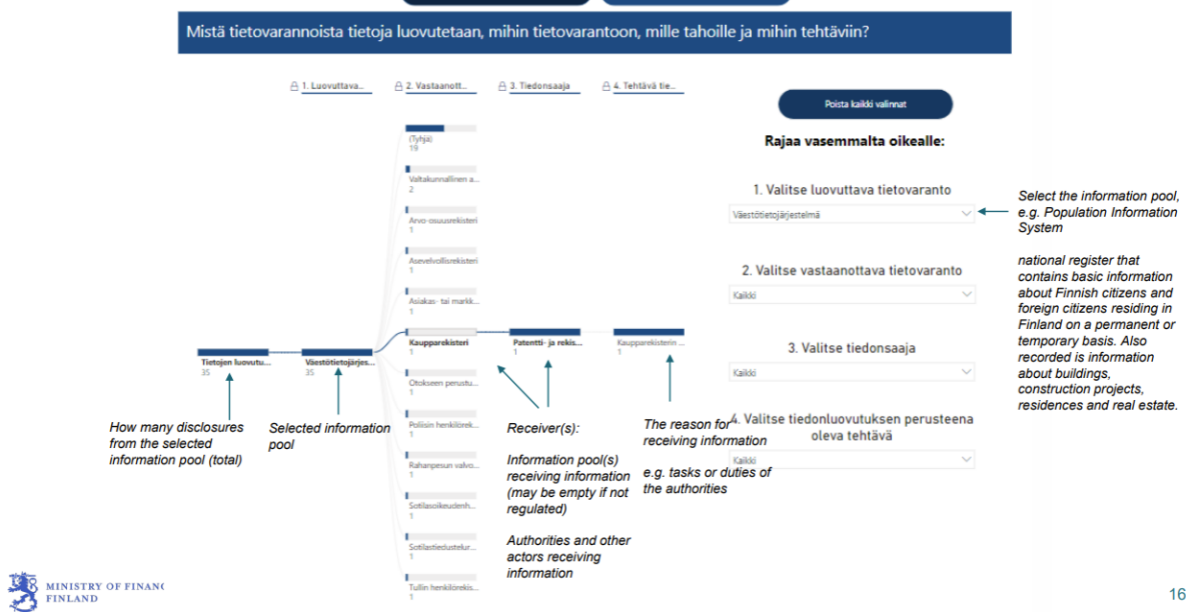 Mistä tietovarannoista tietoja luovutetaan, mihin tietovarantoon, mille tahoille ja mihin tehtäviin?
1. Luovuttava...
2. Vastaanott...
3. Tiedonsaaja
4. Tehtävä tie...
Tietojen luovutu...
35
Väestötietojärjes...
35
(Tyhjä)
19
Valtakunnallinen a...
2
Arvo-osuusrekisteri
1
Asevelvollisrekisteri
1
Asiakas- tai markk...
1
Kaupparekisteri
1
Otokseen perustu...
1
Poliisin henkilörek...
1
Rahanpesun valvo...
1
Sotilasoikeudenh...
1
Sotilastiedustelur...
1
Tullin henkilörekis...
1
Patentti- ja rekis...
1
Kaupparekisterin ...
1
How many disclosures
from the selected
information pool (total)
Selected information
pool
Receiver(s):
Information pool(s)
receiving information
(may be empty if not
regulated)
Authorities and other
actors receiving
information
The reason for
receiving information
e.g. tasks or duties of
the authorities
Poista kaikki valinnat
Rajaa vasemmalta oikealle:
1. Valitse luovuttava tietovaranto
Väestötietojärjestelmä
2. Valitse vastaanottava tietovaranto
Kaikki
3. Valitse tiedonsaaja
Kaikki
4. Valitse tiedonluovutuksen perusteena
oleva tehtävä
Kaikki
Select the information pool,
e.g. Population Information
System
national register that
contains basic information
about Finnish citizens and
foreign citizens residing in
Finland on a permanent or
temporary basis. Also
recorded is information
about buildings,
construction projects,
residences and real estate.
MINISTRY OF FINANC
FINLAND
16